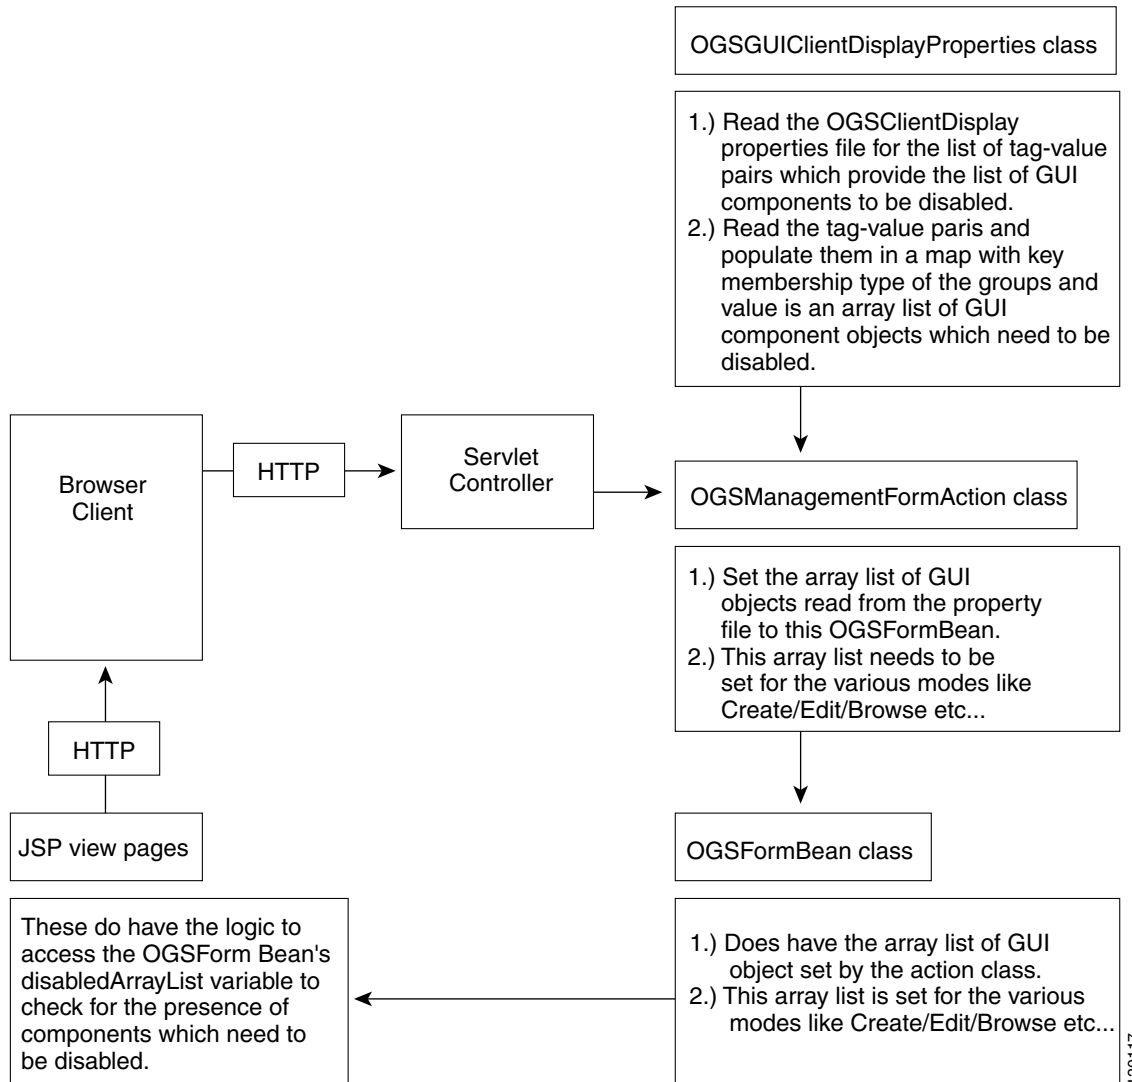 OGSGUIClientDisplayProperties class
1.) Read the OGSClientDisplay
properties file for the list of tag-value
pairs which provide the list of GUI
components to be disabled.
2.) Read the tag-value paris and
populate them in a map with key
membership type of the groups and
value is an array list of GUI
component objects which need to be
disabled.
Browser
Client
HTTP
Servlet
Controller
OGSManagementFormAction class
1.) Set the array list of GUI
objects read from the property
file to this OGSFormBean.
2.) This array list needs to be
set for the various modes like
Create/Edit/Browse etc...
HTTP
JSP view pages
OGSFormBean class
These do have the logic to
access the OGSForm Bean's
disabledArrayList variable to
check for the presence of
components which need to
be disabled.
1.) Does have the array list of GUI
object set by the action class.
2.) This array list is set for the various
modes like Create/Edit/Browse etc...